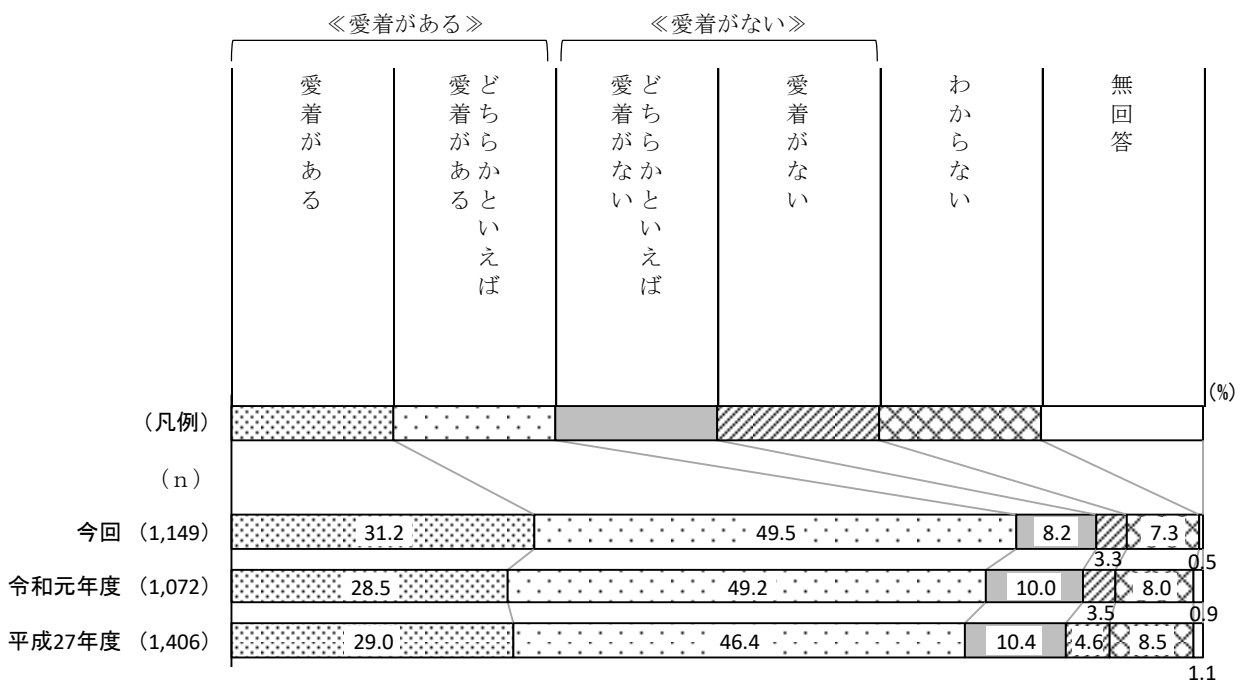 ≪愛着がある≫
≪愛着がない≫
愛着がある
どちらかといえば
愛着がある
どちらかといえば
愛着がない
愛着がない
わからない
無回答
(%)
（凡例）
（ｎ）
今回 (1,149) 31.2 49.5 8.2 3.3 7.3 0.5
令和元年度 (1,072) 28.5 49.2 10.0 3.5 8.0 0.9
平成27年度 (1,406) 29.0 46.4 10.4 4.6 8.5 1.1